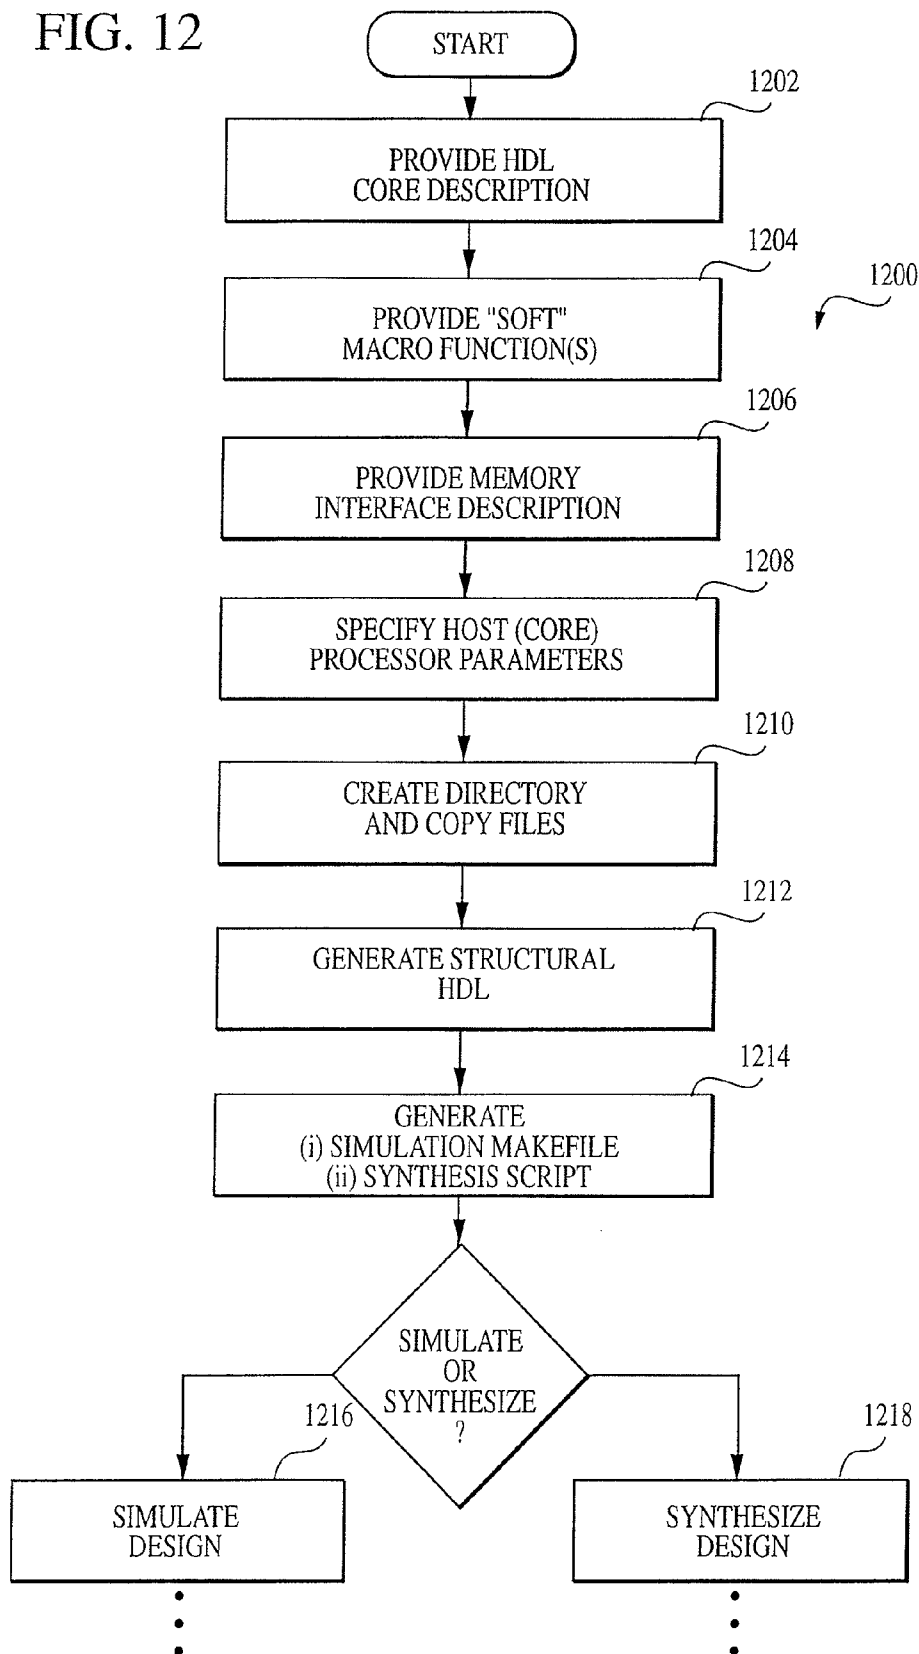 FIG. 12
START
1202
PROVIDE HDL
CORE DESCRIPTION
1204
1200
PROVIDE "SOFT"
MACRO FUNCTION(S)
1206
PROVIDE MEMORY
INTERFACE DESCRIPTION
1208
SPECIFY HOST (CORE)
PROCESSOR PARAMETERS
1210
CREATE DIRECTORY
AND COPY FILES
1212
GENERATE STRUCTURAL
HDL
1214
GENERATE
(i) SIMULATION MAKEFILE
(ii) SYNTHESIS SCRIPT
SIMULATE
OR
SYNTHESIZE
?
1216
1218
SIMULATE
DESIGN
SYNTHESIZE
DESIGN